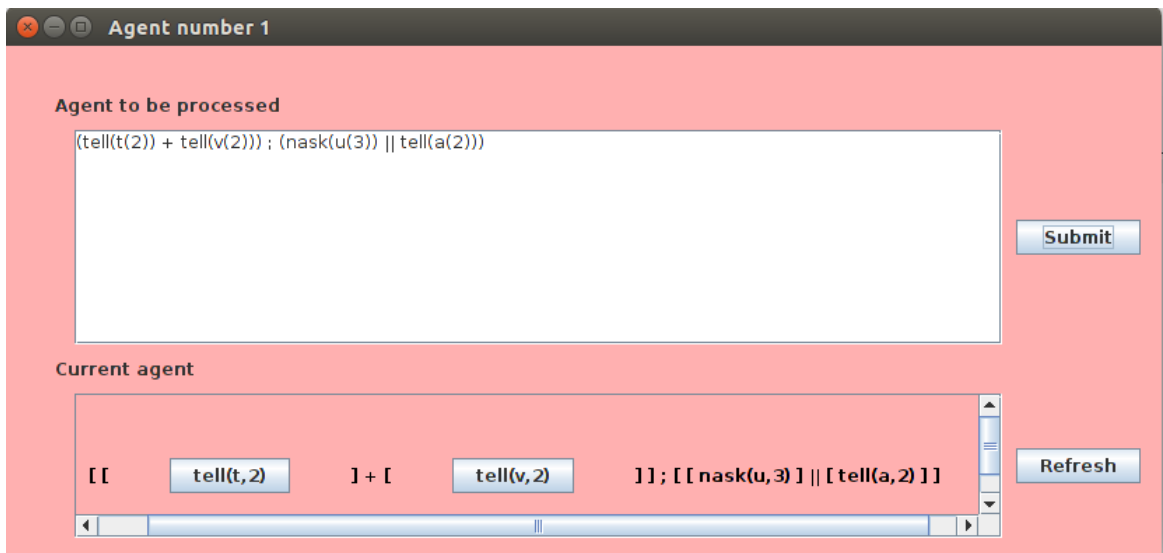 Agent number 1
Agent to be processed
(tell(t(2)) + tell(v(2))) ; (nask(u(3)) || tell(a(2)))
Submit
Current agent
[ [ tell(t,2) ] + [ tell(v,2) ] ] ; [ [ nask(u,3) ] || [ tell(a,2) ] ]
Refresh